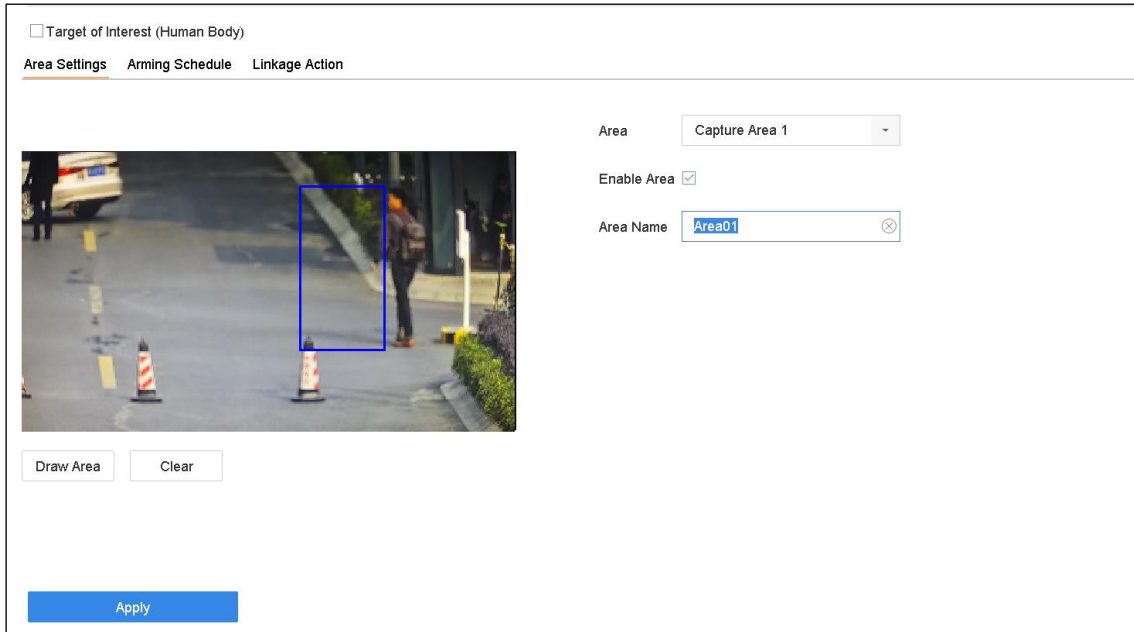 Target of Interest (Human Body)
Area Settings Arming Schedule Linkage Action
Area Capture Area 1
Enable Area
Area Name Area01
Draw Area Clear
Apply